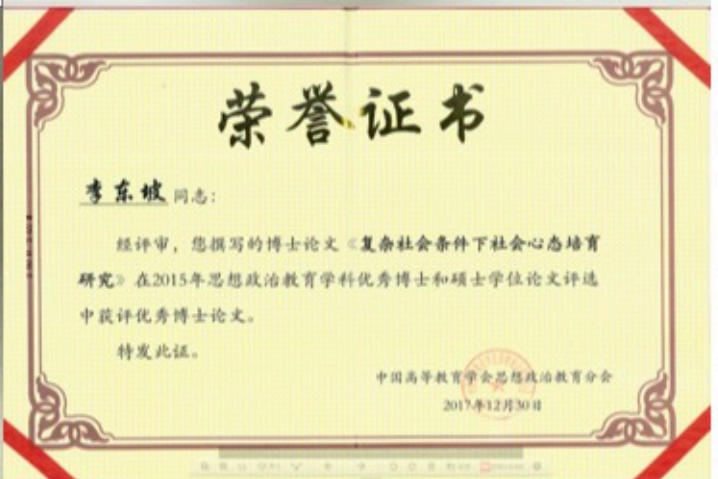 荣誉证书
李东坡 同志：
经评审，您撰写的博士论文《复杂社会条件下社会心态培育
研究》在2015年思想政治教育学科优秀博士和硕士学位论文评选
中获评优秀博士论文。
特发此证。
中国高等教育学会思想政治教育分会
2017年12月30日